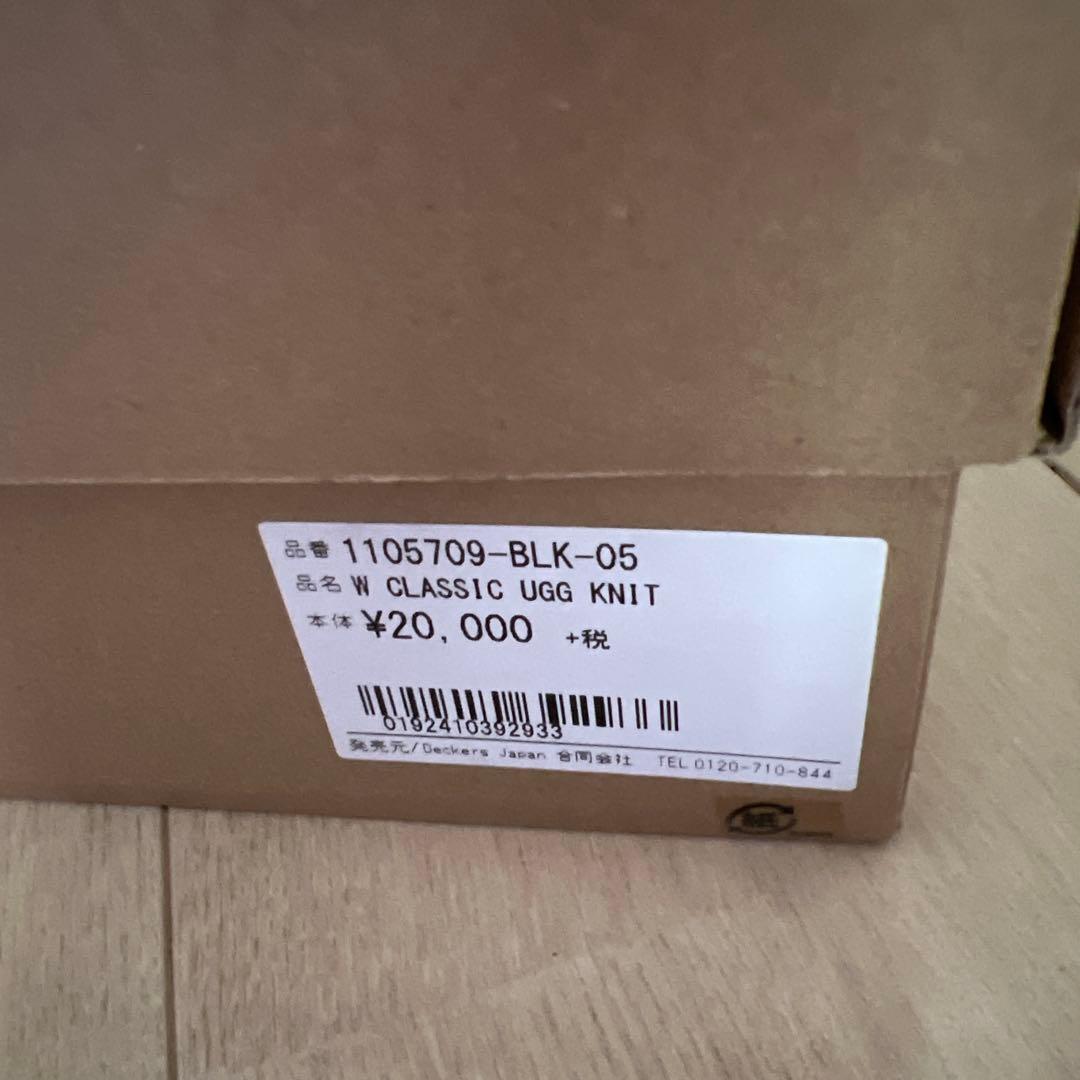 品番 1105709-BLK-05
品名 W CLASSIC UGG KNIT
本体 ¥20,000 +税
0192410392933
発売元/Deckers Japan 合同会社 TEL 0120-710-844
紙